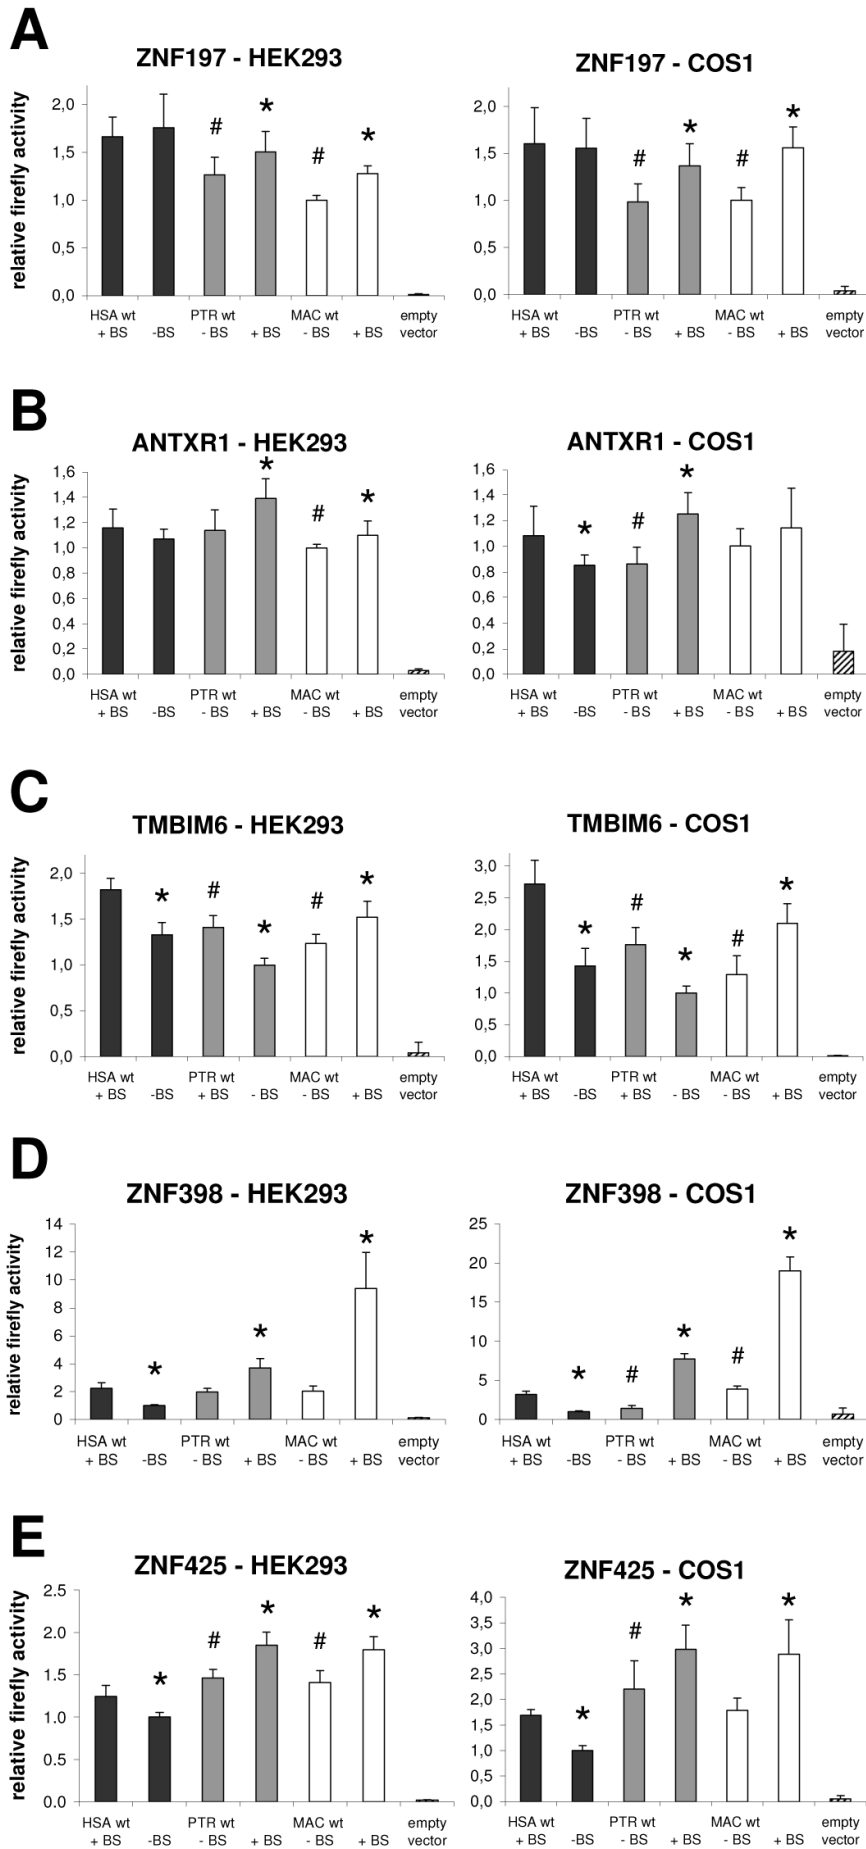 A
ZNF197 - HEK293
ZNF197 - COS1
relative firefly activity
2,0
1,5
1,0
0,5
0,0
# * # *
HSA wt PTR wt MAC wt empty
+ BS -BS - BS + BS - BS + BS vector
2,0
1,5
1,0
0,5
0,0
# * # *
HSA wt PTR wt MAC wt empty
+ BS -BS - BS + BS - BS + BS vector
B
ANTXR1 - HEK293
ANTXR1 - COS1
relative firefly activity
1,6
1,4
1,2
1,0
0,8
0,6
0,4
0,2
0,0
* # *
HSA wt PTR wt MAC wt empty
+ BS -BS - BS + BS - BS + BS vector
1,6
1,4
1,2
1,0
0,8
0,6
0,4
0,2
0,0
* # *
HSA wt PTR wt MAC wt empty
+ BS -BS - BS + BS - BS + BS vector
C
TMBIM6 - HEK293
TMBIM6 - COS1
relative firefly activity
2,0
1,5
1,0
0,5
0,0
* # * # *
HSA wt PTR wt MAC wt empty
+ BS -BS + BS - BS - BS + BS vector
3,0
2,5
2,0
1,5
1,0
0,5
0,0
* # * # *
HSA wt PTR wt MAC wt empty
+ BS -BS + BS - BS - BS + BS vector
D
ZNF398 - HEK293
ZNF398 - COS1
relative firefly activity
14
12
10
8
6
4
2
0
* * *
HSA wt PTR wt MAC wt empty
+ BS -BS - BS + BS - BS + BS vector
25
20
15
10
5
0
* # * # *
HSA wt PTR wt MAC wt empty
+ BS -BS - BS + BS - BS + BS vector
E
ZNF425 - HEK293
ZNF425 - COS1
relative firefly activity
2.5
2.0
1.5
1.0
0.5
0.0
* # * # *
HSA wt PTR wt MAC wt empty
+ BS -BS - BS + BS - BS + BS vector
4,0
3,5
3,0
2,5
2,0
1,5
1,0
0,5
0,0
* # * *
HSA wt PTR wt MAC wt empty
+ BS -BS - BS + BS - BS + BS vector